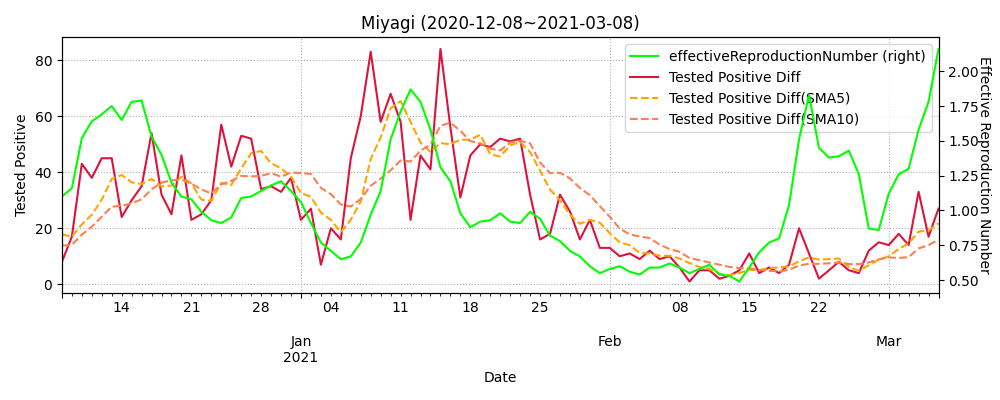 Miyagi (2020-12-08~2021-03-08)
effectiveReproductionNumber (right)
Tested Positive Diff
Tested Positive Diff(SMA5)
Tested Positive Diff(SMA10)
Tested Positive
80
60
40
20
0
Effective Reproduction Number
2.00
1.75
1.50
1.25
1.00
0.75
0.50
14 21 28 04 11 18 25 08 15 22
Jan Feb Mar
2021
Date